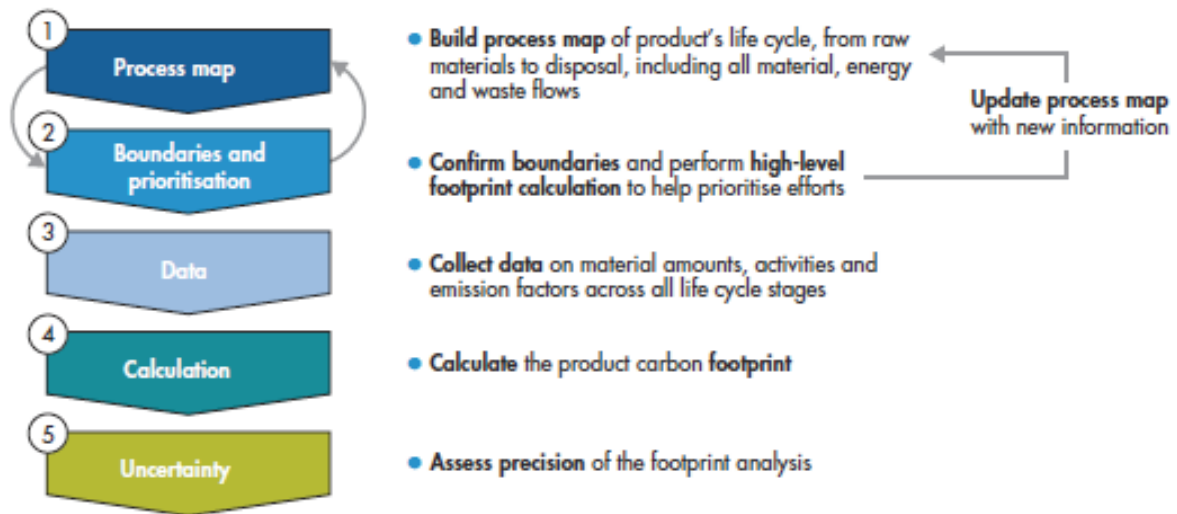 1
Process map
● Build process map of product's life cycle, from raw
materials to disposal, including all material, energy
and waste flows
Update process map
with new information
2
Boundaries and
prioritisation
● Confirm boundaries and perform high-level
footprint calculation to help prioritise efforts
3
Data
● Collect data on material amounts, activities and
emission factors across all life cycle stages
4
Calculation
● Calculate the product carbon footprint
5
Uncertainty
● Assess precision of the footprint analysis